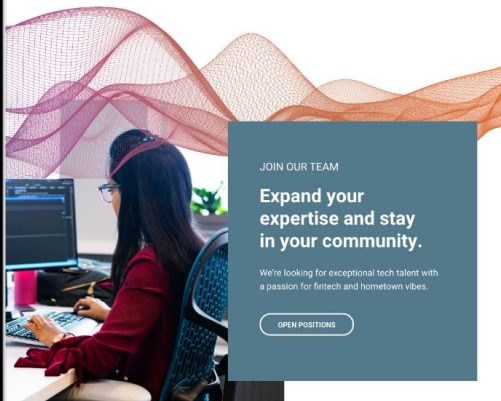 JOIN OUR TEAM
Expand your
expertise and stay
in your community.
We're looking for exceptional tech talent with
a passion for fintech and hometown vibes.
OPEN POSITIONS